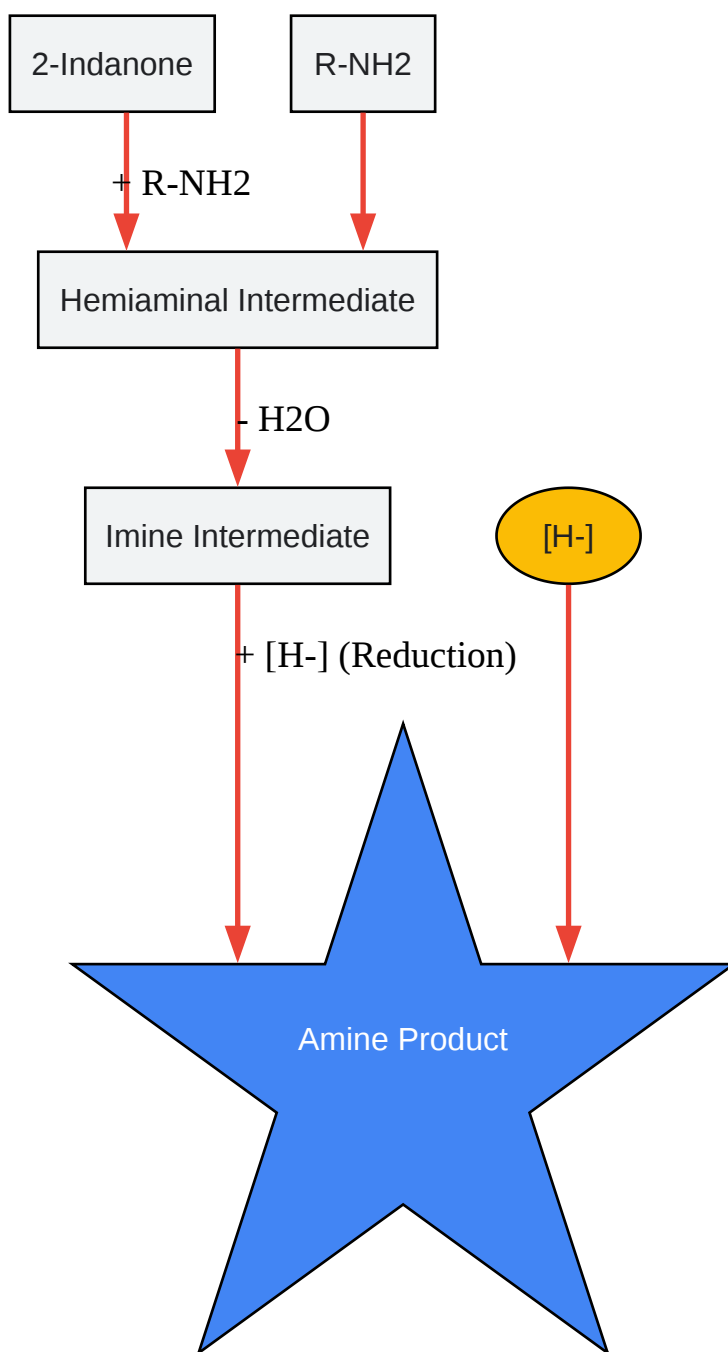 2-Indanone
R-NH2
+ R-NH2
Hemiaminal Intermediate
- H2O
Imine Intermediate
[H-]
+ [H-] (Reduction)
Amine Product